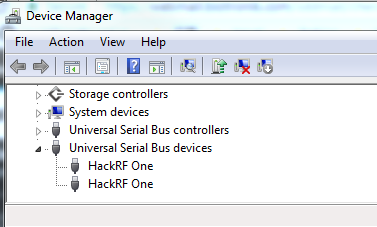 Device Manager
File Action View Help
Storage controllers
System devices
Universal Serial Bus controllers
Universal Serial Bus devices
HackRF One
HackRF One